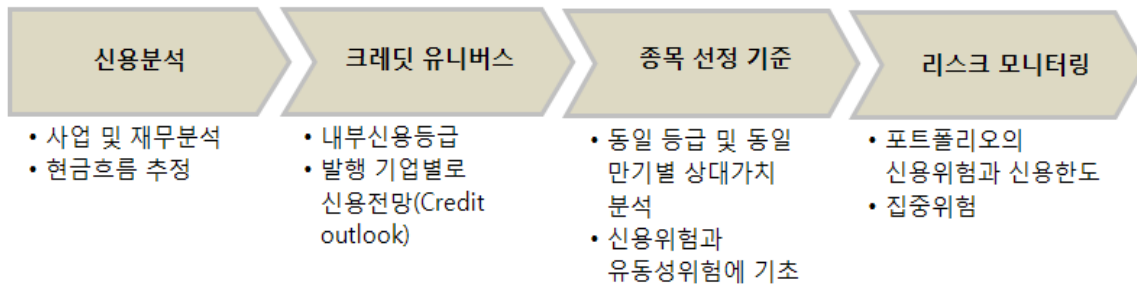 신용분석
크레딧 유니버스
종목 선정 기준
리스크 모니터링
• 사업 및 재무분석
• 현금흐름 추정
• 내부신용등급
• 발행 기업별로
신용전망(Credit
outlook)
• 동일 등급 및 동일
만기별 상대가치
분석
• 신용위험과
유동성위험에 기초
• 포트폴리오의
신용위험과 신용한도
• 집중위험